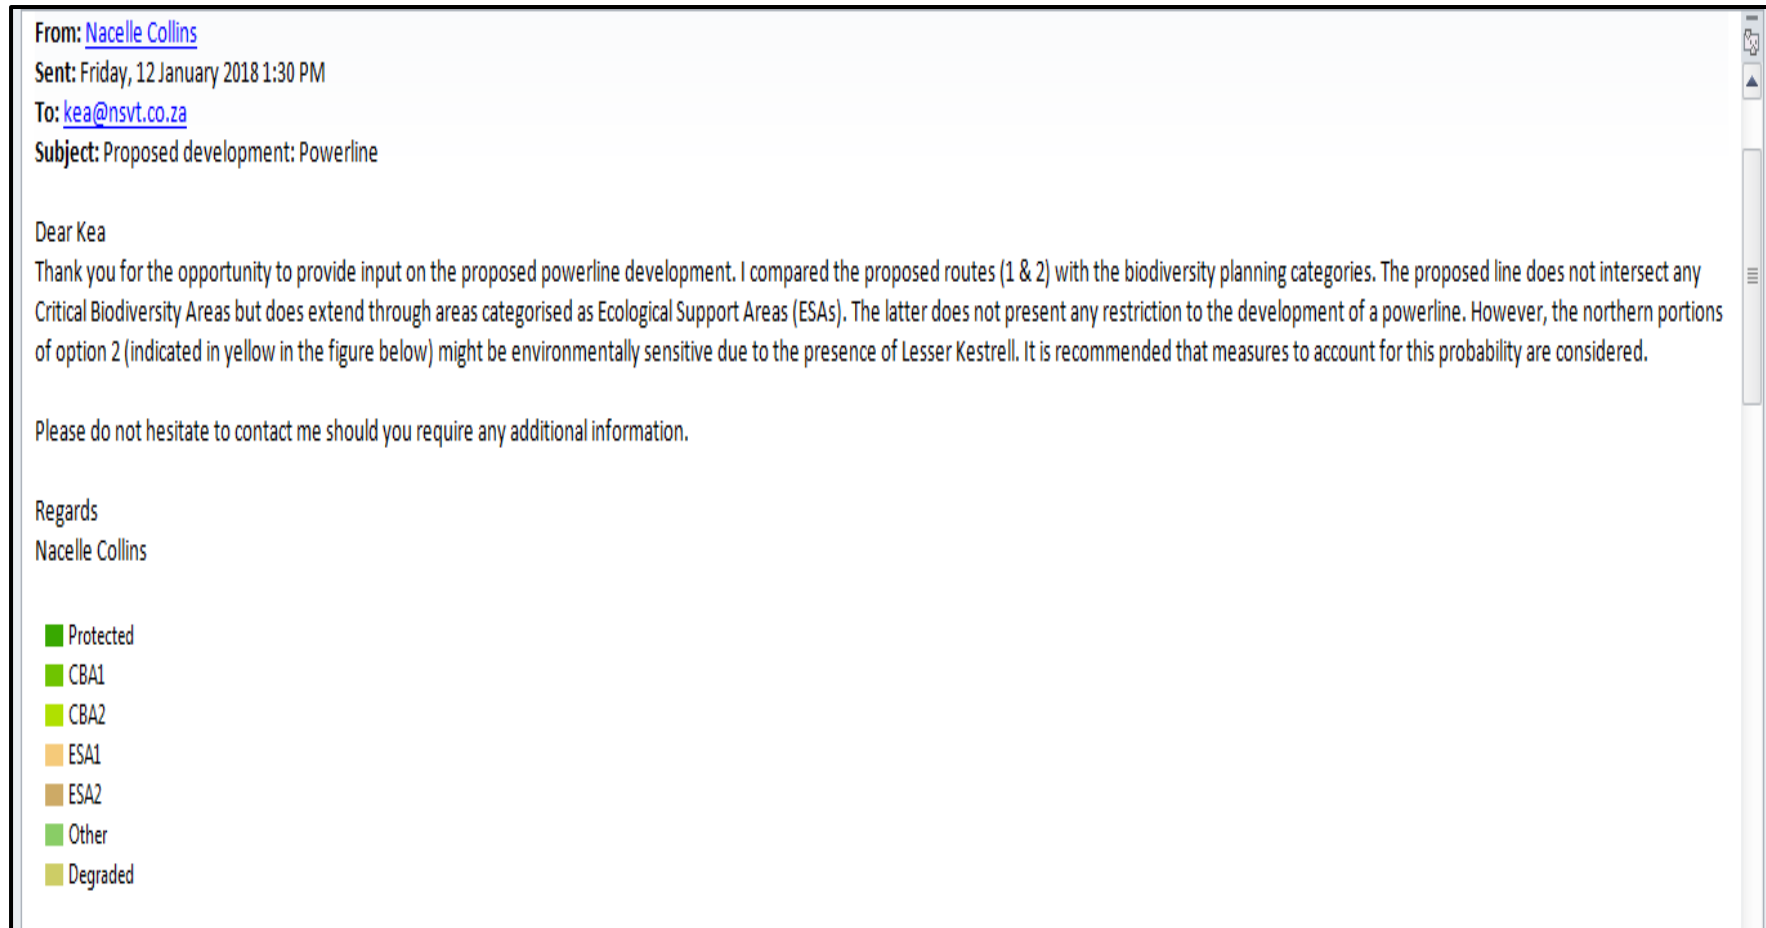 From: Nacelle Collins
Sent: Friday, 12 January 2018 1:30 PM
To: kea@nsvt.co.za
Subject: Proposed development: Powerline
Dear Kea
Thank you for the opportunity to provide input on the proposed powerline development. I compared the proposed routes (1 & 2) with the biodiversity planning categories. The proposed line does not intersect any
Critical Biodiversity Areas but does extend through areas categorised as Ecological Support Areas (ESAs). The latter does not present any restriction to the development of a powerline. However, the northern portions
of option 2 (indicated in yellow in the figure below) might be environmentally sensitive due to the presence of Lesser Kestrell. It is recommended that measures to account for this probability are considered.
Please do not hesitate to contact me should you require any additional information.
Regards
Nacelle Collins
Protected
CBA1
CBA2
ESA1
ESA2
Other
Degraded